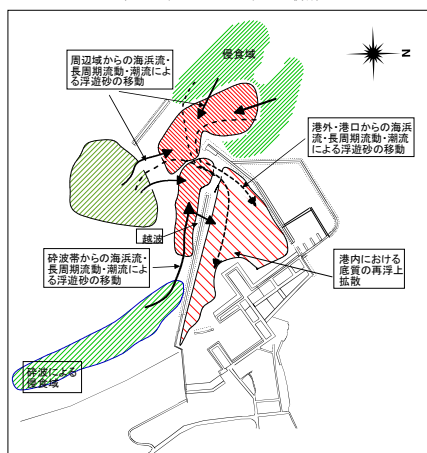 周辺域からの海浜流・
長周期流動・潮流によ
る浮遊砂の移動
侵食域
N
港外・港口からの海浜
流・長周期流動・潮流
による浮遊砂の移動
越波
砕波帯からの海浜流・
長周期流動・潮流によ
る浮遊砂の移動
港内における
底質の再浮上
拡散
砕波による
侵食域